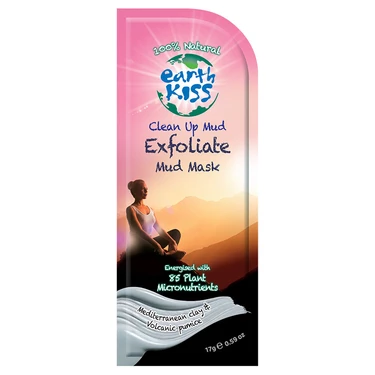 100% Natural
earth
KISS
Clean Up Mud
Exfoliate
Mud Mask
Energised with
85 Plant
Micronutrients
Mediterranean clay &
Volcanic pumice
17g ℮ 0.59 oz